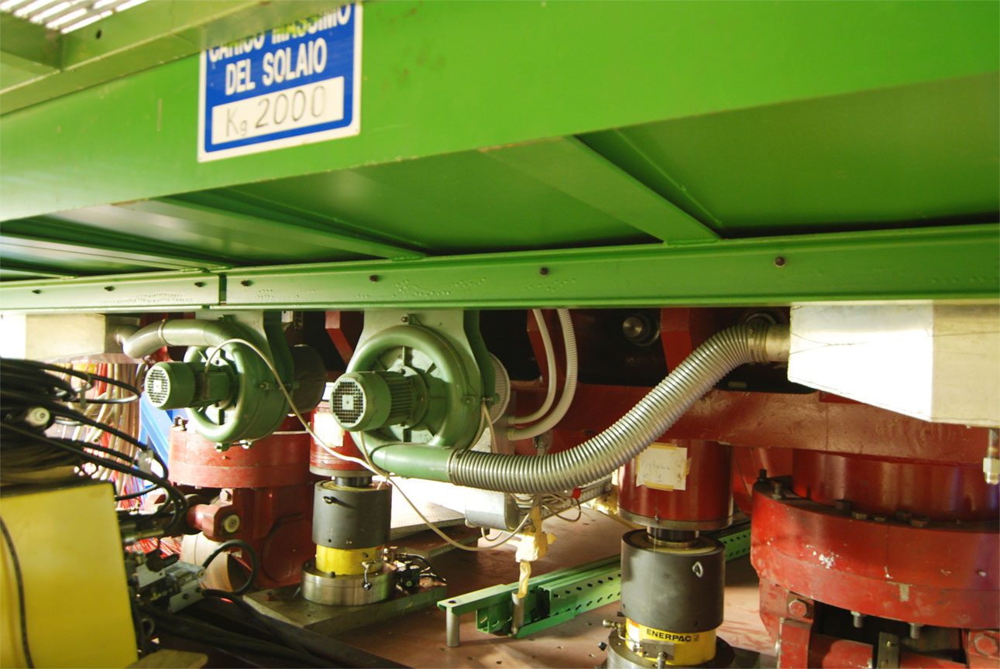 CARICO MASSIMO
DEL SOLAIO
Kg 2000
ENERPAC